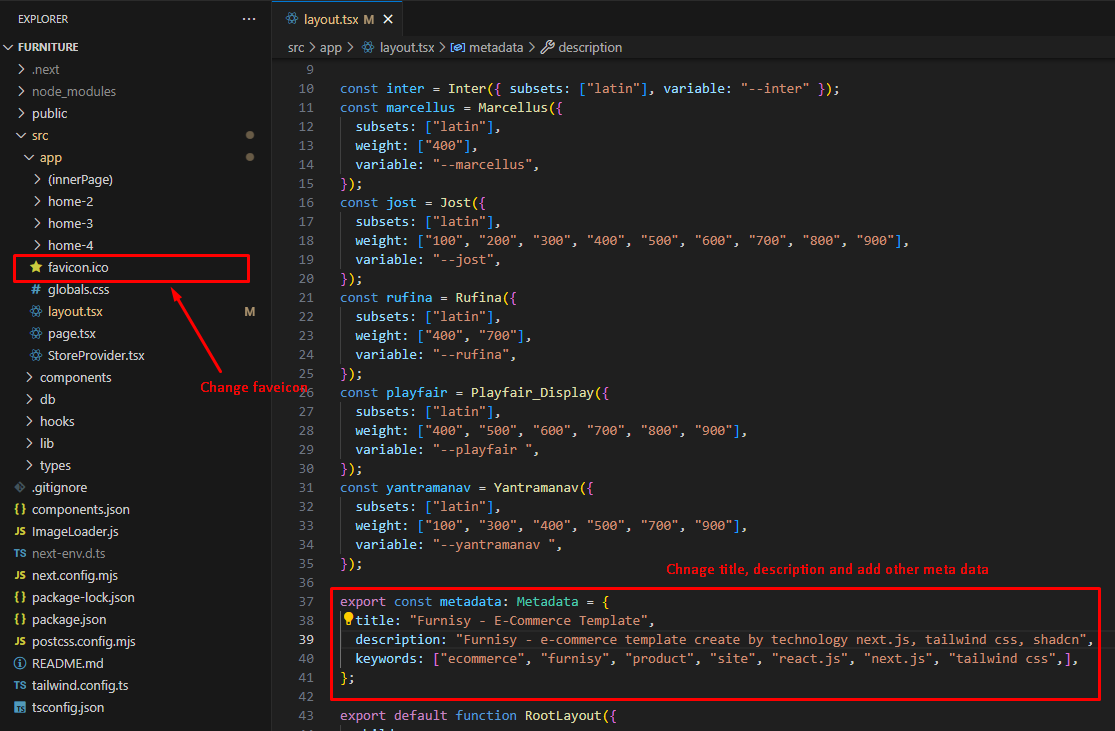 EXPLORER
FURNITURE
.next
node_modules
public
src
app
(innerPage)
home-2
home-3
home-4
favicon.ico
globals.css
layout.tsx M
page.tsx
StoreProvider.tsx
components
db
hooks
lib
types
.gitignore
components.json
ImageLoader.js
next-env.d.ts
next.config.mjs
package-lock.json
package.json
postcss.config.mjs
README.md
tailwind.config.ts
tsconfig.json
Change faveicon
layout.tsx M
src > app > layout.tsx > metadata > description
9
10 const inter = Inter({ subsets: ["latin"], variable: "--inter" });
11 const marcellus = Marcellus({
12 subsets: ["latin"],
13 weight: ["400"],
14 variable: "--marcellus",
15 });
16 const jost = Jost({
17 subsets: ["latin"],
18 weight: ["100", "200", "300", "400", "500", "600", "700", "800", "900"],
19 variable: "--jost",
20 });
21 const rufina = Rufina({
22 subsets: ["latin"],
23 weight: ["400", "700"],
24 variable: "--rufina",
25 });
26 const playfair = Playfair_Display({
27 subsets: ["latin"],
28 weight: ["400", "500", "600", "700", "800", "900"],
29 variable: "--playfair ",
30 });
31 const yantramanav = Yantramanav({
32 subsets: ["latin"],
33 weight: ["100", "300", "400", "500", "700", "900"],
34 variable: "--yantramanav ",
35 });
36
Chnage title, description and add other meta data
37 export const metadata: Metadata = {
38 title: "Furnisy - E-Commerce Template",
39 description: "Furnisy - e-commerce template create by technology next.js, tailwind css, shadcn",
40 keywords: ["ecommerce", "furnisy", "product", "site", "react.js", "next.js", "tailwind css",],
41 };
42
43 export default function RootLayout({